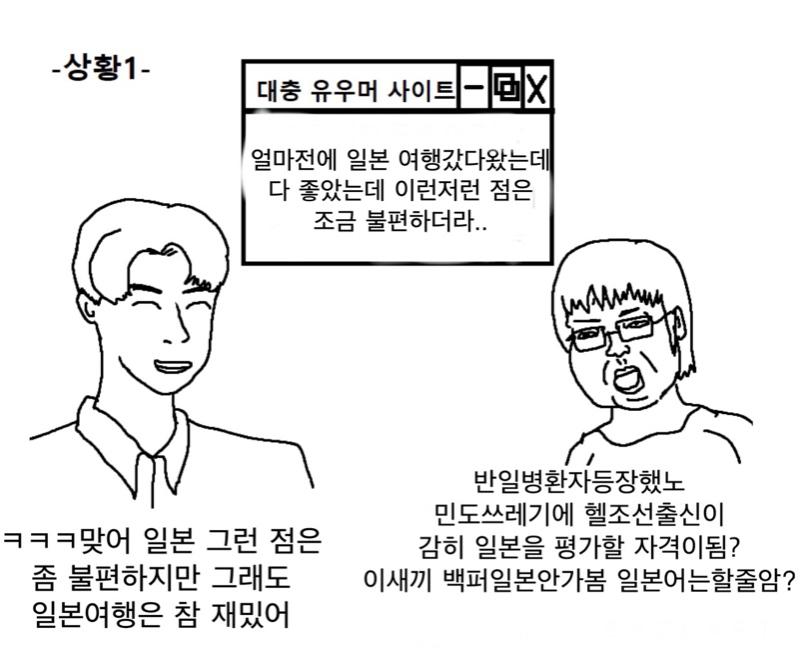 -상황1-
대충 유우머 사이트
얼마전에 일본 여행갔다왔는데
다 좋았는데 이런저런 점은
조금 불편하더라..
ㅋㅋㅋ맞어 일본 그런 점은
좀 불편하지만 그래도
일본여행은 참 재밌어
반일병환자등장했노
민도쓰레기에 헬조선출신이
감히 일본을 평가할 자격이됨?
이새끼 백퍼일본안가봄 일본어는할줄암?